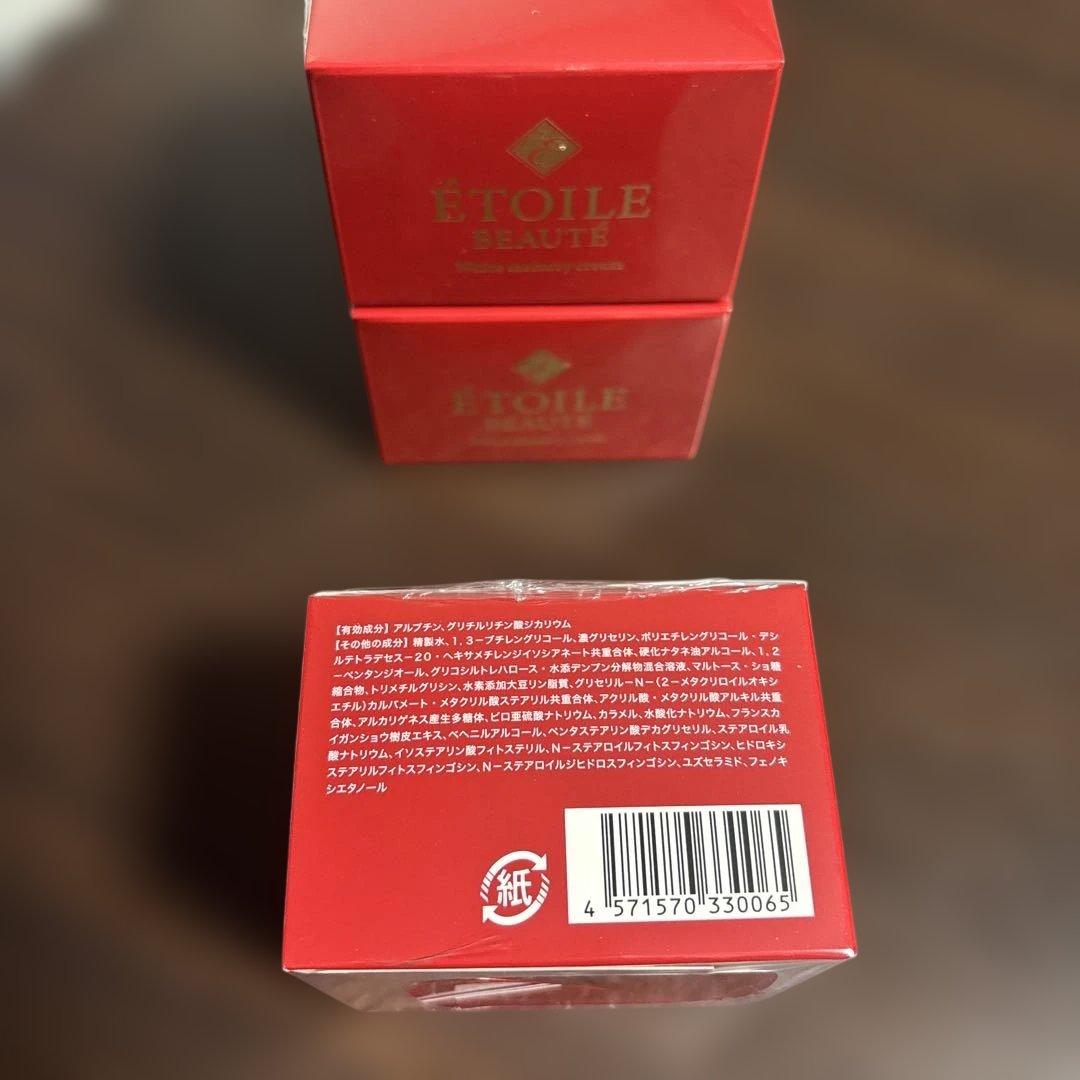 ÉTOILE
BEAUTÉ
White memory cream
ÉTOILE
BEAUTÉ
【有効成分】アルブチン、グリチルリチン酸ジカリウム
【その他の成分】精製水、1,3−ブチレングリコール、濃グリセリン、ポリエチレングリコール・デシ
ルテトラデセス−20・ヘキサメチレンジイソシアネート共重合体、硬化ナタネ油アルコール、1,2
−ペンタンジオール、グリコシルトレハロース・水添デンプン分解物混合溶液、マルトース・ショ糖
縮合物、トリメチルグリシン、水素添加大豆リン脂質、グリセリル−N−(2−メタクリロイルオキシ
エチル)カルバメート・メタクリル酸ステアリル共重合体、アクリル酸・メタクリル酸アルキル共重
合体、アルカリゲネス産生多糖体、ピロ亜硫酸ナトリウム、カラメル、水酸化ナトリウム、フランスカ
イガンショウ樹皮エキス、ベヘニルアルコール、ペンタステアリン酸デカグリセリル、ステアロイル乳
酸ナトリウム、イソステアリン酸フィトステリル、N−ステアロイルフィトスフィンゴシン、ヒドロキシ
ステアリルフィトスフィンゴシン、N−ステアロイルジヒドロスフィンゴシン、ユズセラミド、フェノキ
シエタノール
紙
4 571570 330065